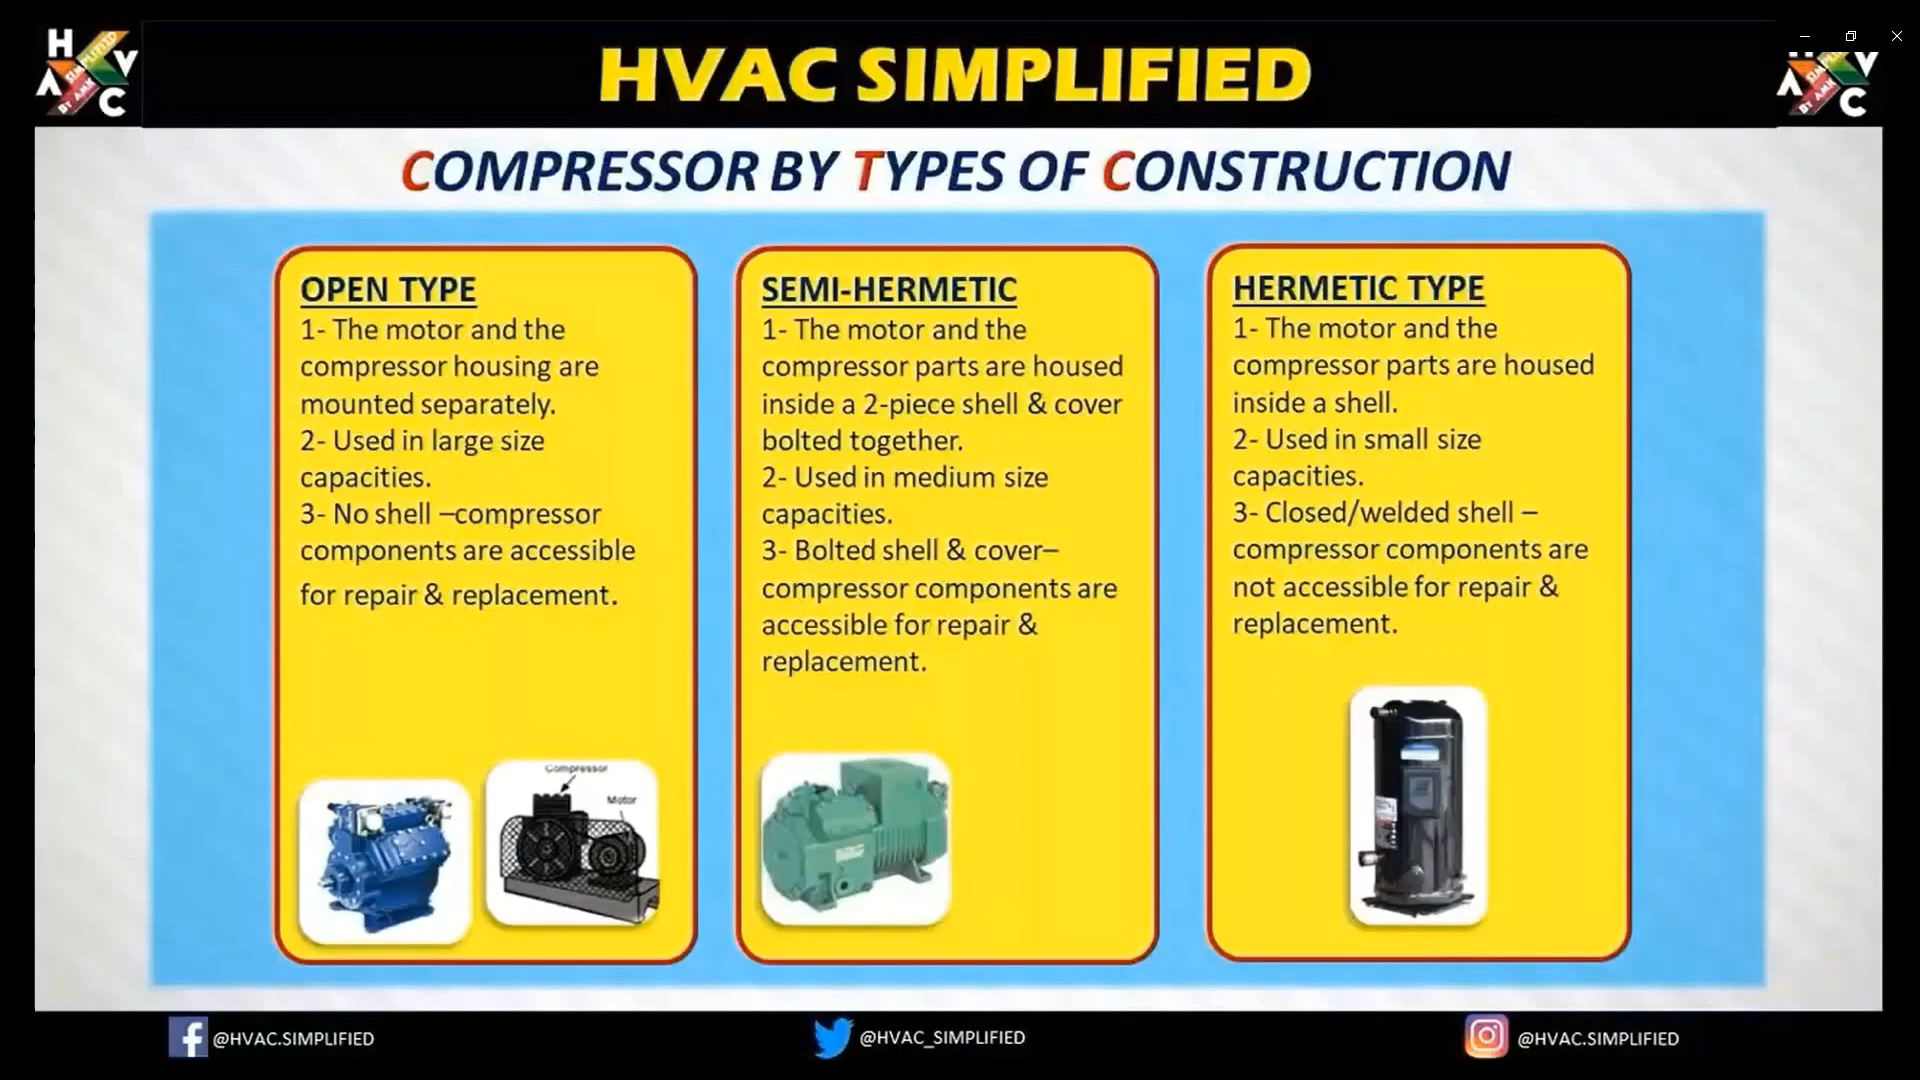 H
V
A
C
SIMPLIFIED
BY AMK
HVAC SIMPLIFIED
V
A
C
BY AMK
COMPRESSOR BY TYPES OF CONSTRUCTION
OPEN TYPE
1- The motor and the
compressor housing are
mounted separately.
2- Used in large size
capacities.
3- No shell –compressor
components are accessible
for repair & replacement.
Compressor
Motor
SEMI-HERMETIC
1- The motor and the
compressor parts are housed
inside a 2-piece shell & cover
bolted together.
2- Used in medium size
capacities.
3- Bolted shell & cover–
compressor components are
accessible for repair &
replacement.
HERMETIC TYPE
1- The motor and the
compressor parts are housed
inside a shell.
2- Used in small size
capacities.
3- Closed/welded shell –
compressor components are
not accessible for repair &
replacement.
@HVAC.SIMPLIFIED
@HVAC_SIMPLIFIED
@HVAC.SIMPLIFIED